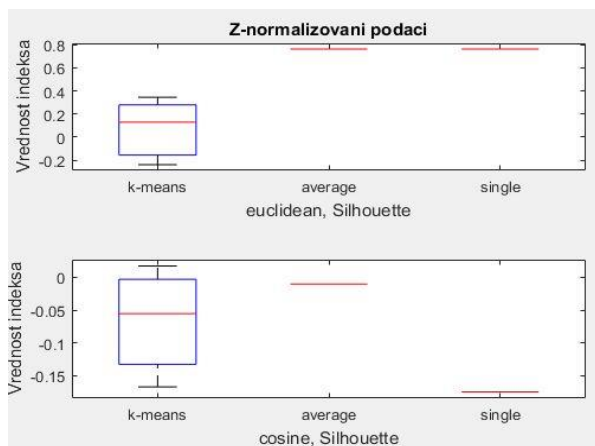 Z-normalizovani podaci
Vrednost indeksa
0.8
0.6
0.4
0.2
0
-0.2
k-means average single
euclidean, Silhouette
Vrednost indeksa
0
-0.05
-0.1
-0.15
k-means average single
cosine, Silhouette